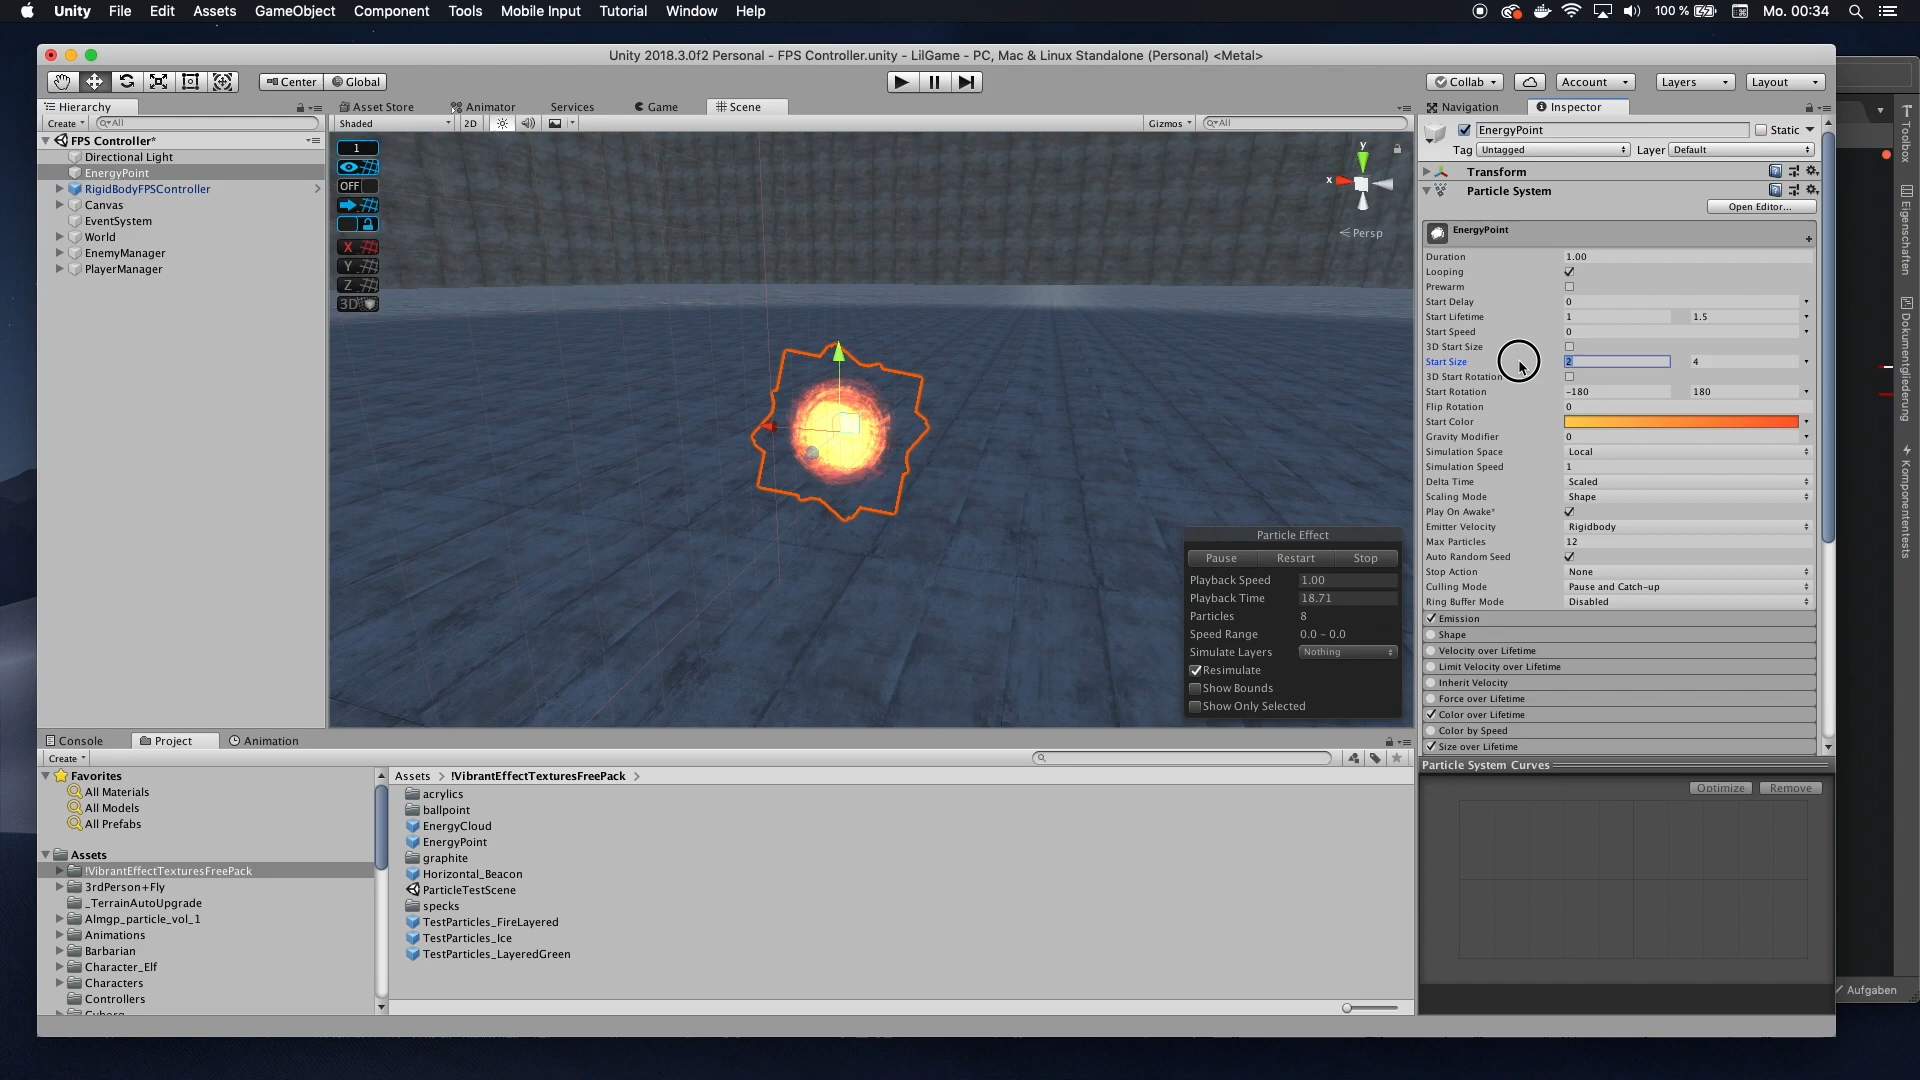 Unity File Edit Assets GameObject Component Tools Mobile Input Tutorial Window Help 100 % Mo. 00:34
Unity 2018.3.0f2 Personal - FPS Controller.unity - LilGame - PC, Mac & Linux Standalone (Personal) <Metal>
Center Global Collab Account Layers Layout
Hierarchy Asset Store Animator Services Game Scene Navigation Inspector
Create All Shaded 2D Gizmos All
FPS Controller*
Directional Light
EnergyPoint
RigidBodyFPSController
Canvas
EventSystem
World
EnemyManager
PlayerManager
1
OFF
X
Y
Z
3D
y
x
Persp
Particle Effect
Pause Restart Stop
Playback Speed 1.00
Playback Time 18.71
Particles 8
Speed Range 0.0 - 0.0
Simulate Layers Nothing
Resimulate
Show Bounds
Show Only Selected
EnergyPoint Static
Tag Untagged Layer Default
Transform
Particle System
Open Editor...
EnergyPoint
Duration 1.00
Looping
Prewarm
Start Delay 0
Start Lifetime 1 1.5
Start Speed 0
3D Start Size
Start Size 2 4
3D Start Rotation
Start Rotation -180 180
Flip Rotation 0
Start Color
Gravity Modifier 0
Simulation Space Local
Simulation Speed 1
Delta Time Scaled
Scaling Mode Shape
Play On Awake*
Emitter Velocity Rigidbody
Max Particles 12
Auto Random Seed
Stop Action None
Culling Mode Pause and Catch-up
Ring Buffer Mode Disabled
Emission
Shape
Velocity over Lifetime
Limit Velocity over Lifetime
Inherit Velocity
Force over Lifetime
Color over Lifetime
Color by Speed
Size over Lifetime
Particle System Curves
Optimize Remove
Console Project Animation
Create
Favorites
All Materials
All Models
All Prefabs
Assets
!VibrantEffectTexturesFreePack
3rdPerson+Fly
_TerrainAutoUpgrade
Almgp_particle_vol_1
Animations
Barbarian
Character_Elf
Characters
Controllers
Cyborg
Assets > !VibrantEffectTexturesFreePack >
acrylics
ballpoint
EnergyCloud
EnergyPoint
graphite
Horizontal_Beacon
ParticleTestScene
specks
TestParticles_FireLayered
TestParticles_Ice
TestParticles_LayeredGreen
Toolbox
Eigenschaften
Dokumentgliederung
Komponententests
Aufgaben